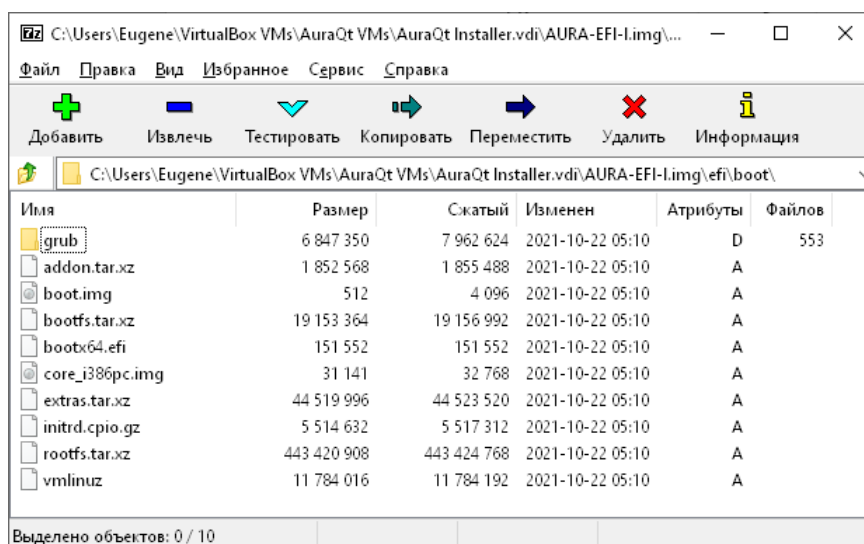 C:\Users\Eugene\VirtualBox VMs\AuraQt VMs\AuraQt Installer.vdi\AURA-EFI-I.img\...
Файл Правка Вид Избранное Сервис Справка
Добавить Извлечь Тестировать Копировать Переместить Удалить Информация
C:\Users\Eugene\VirtualBox VMs\AuraQt VMs\AuraQt Installer.vdi\AURA-EFI-I.img\efi\boot\
Имя Размер Сжатый Изменен Атрибуты Файлов
grub 6 847 350 7 962 624 2021-10-22 05:10 D 553
addon.tar.xz 1 852 568 1 855 488 2021-10-22 05:10 A
boot.img 512 4 096 2021-10-22 05:10 A
bootfs.tar.xz 19 153 364 19 156 992 2021-10-22 05:10 A
bootx64.efi 151 552 151 552 2021-10-22 05:10 A
core_i386pc.img 31 141 32 768 2021-10-22 05:10 A
extras.tar.xz 44 519 996 44 523 520 2021-10-22 05:10 A
initrd.cpio.gz 5 514 632 5 517 312 2021-10-22 05:10 A
rootfs.tar.xz 443 420 908 443 424 768 2021-10-22 05:10 A
vmlinuz 11 784 016 11 784 192 2021-10-22 05:10 A
Выделено объектов: 0 / 10